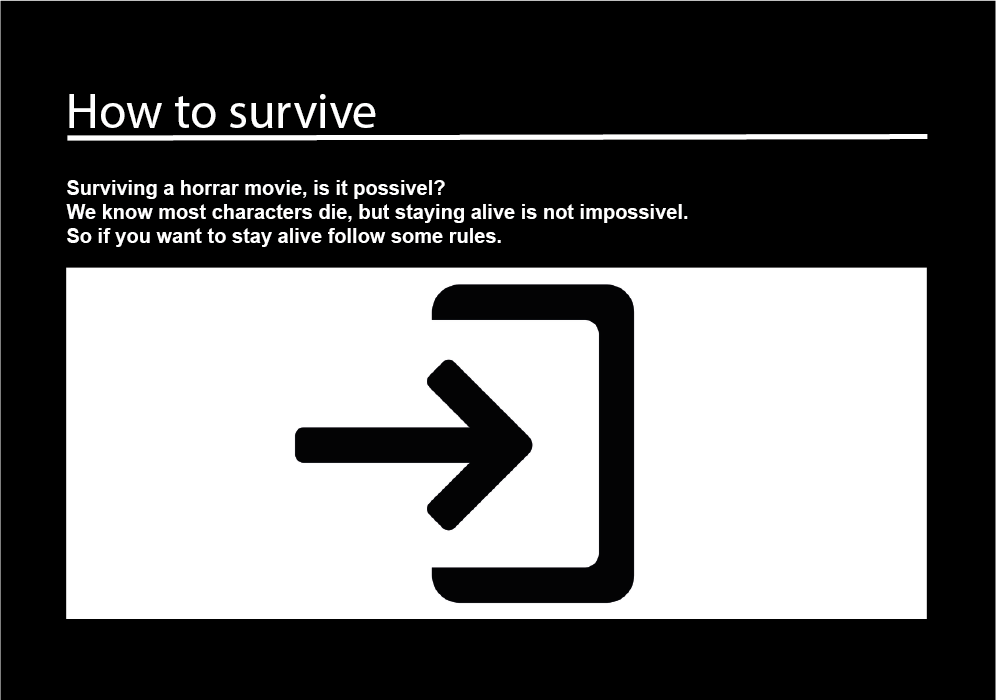 How to survive
Surviving a horrar movie, is it possivel?
We know most characters die, but staying alive is not impossivel.
So if you want to stay alive follow some rules.